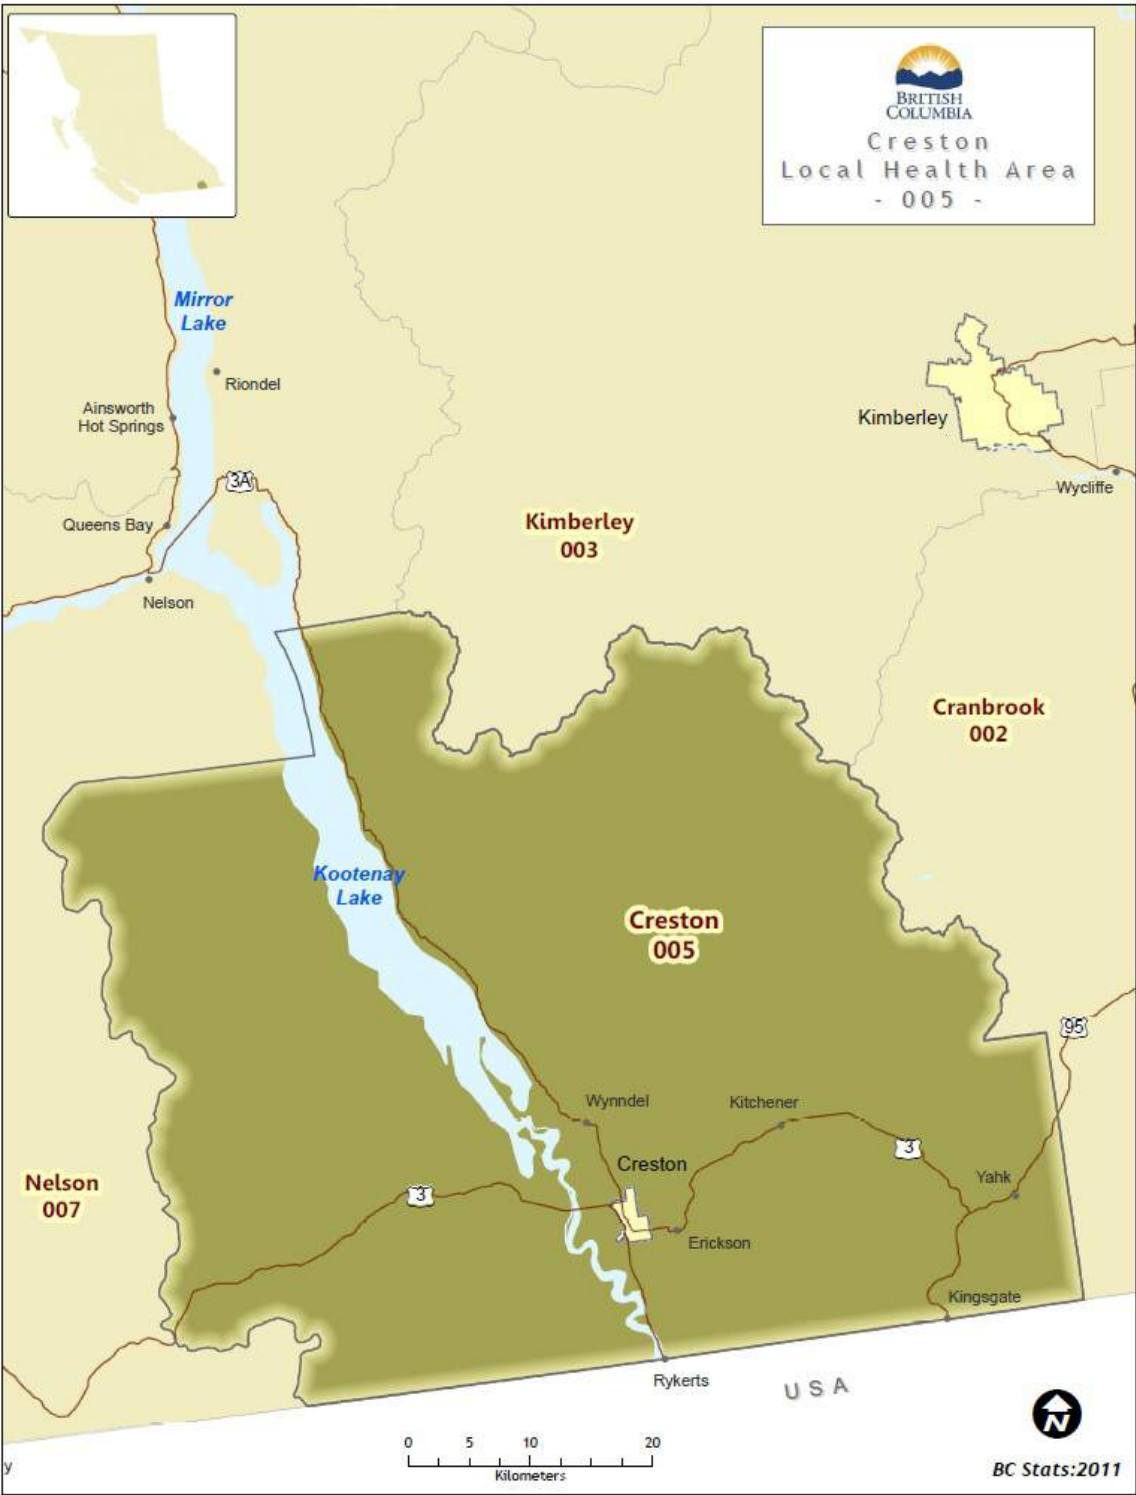 BRITISH
COLUMBIA
Creston
Local Health Area
- 005 -
Mirror
Lake
Riondel
Ainsworth
Hot Springs
Kimberley
3A
Wycliffe
Queens Bay
Kimberley
003
Nelson
Cranbrook
002
Kootenay
Lake
Creston
005
95
Wynndel
Kitchener
3
Creston
Nelson
007
3
Yahk
Erickson
Kingsgate
Rykerts
USA
0 5 10 20
Kilometers
N
y
BC Stats:2011